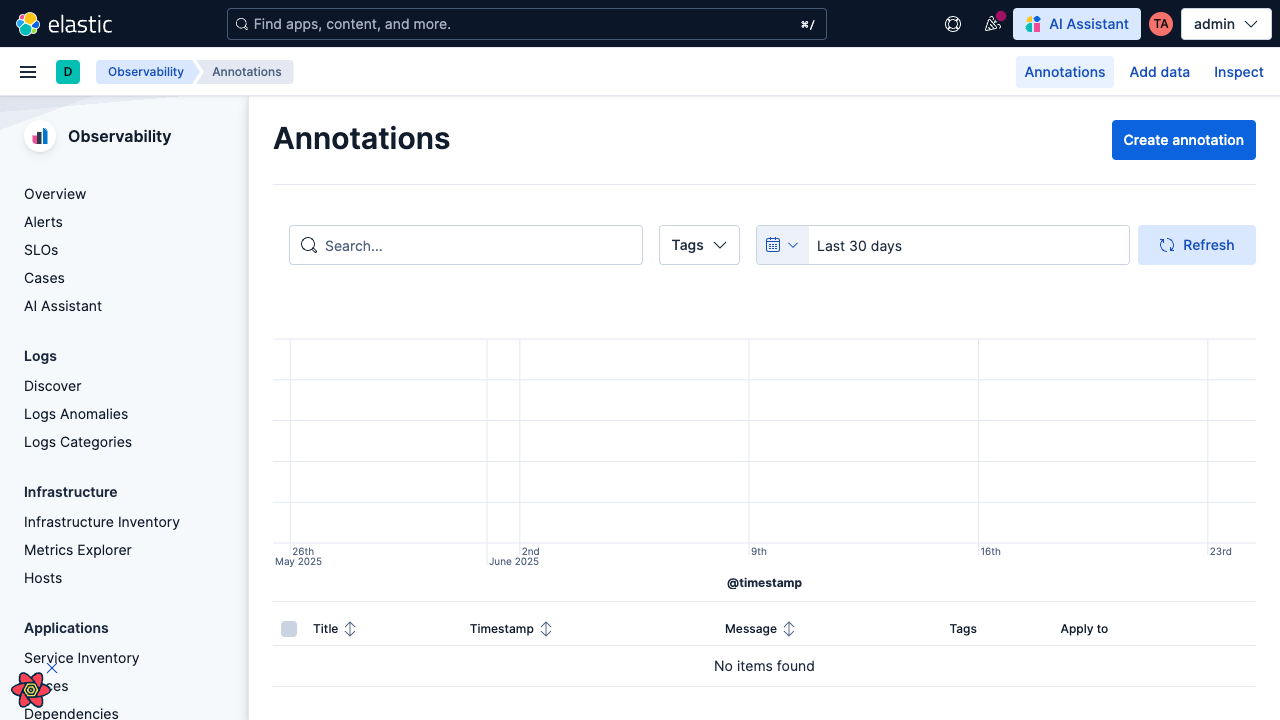 elastic
Find apps, content, and more.
⌘/
AI Assistant
TA
admin
D
Observability
Annotations
Annotations
Add data
Inspect
Observability
Overview
Alerts
SLOs
Cases
AI Assistant
Logs
Discover
Logs Anomalies
Logs Categories
Infrastructure
Infrastructure Inventory
Metrics Explorer
Hosts
Applications
Service Inventory
Dependencies
Annotations
Create annotation
Search...
Tags
Last 30 days
Refresh
26th
May 2025
2nd
June 2025
9th
16th
23rd
@timestamp
Title
Timestamp
Message
Tags
Apply to
No items found